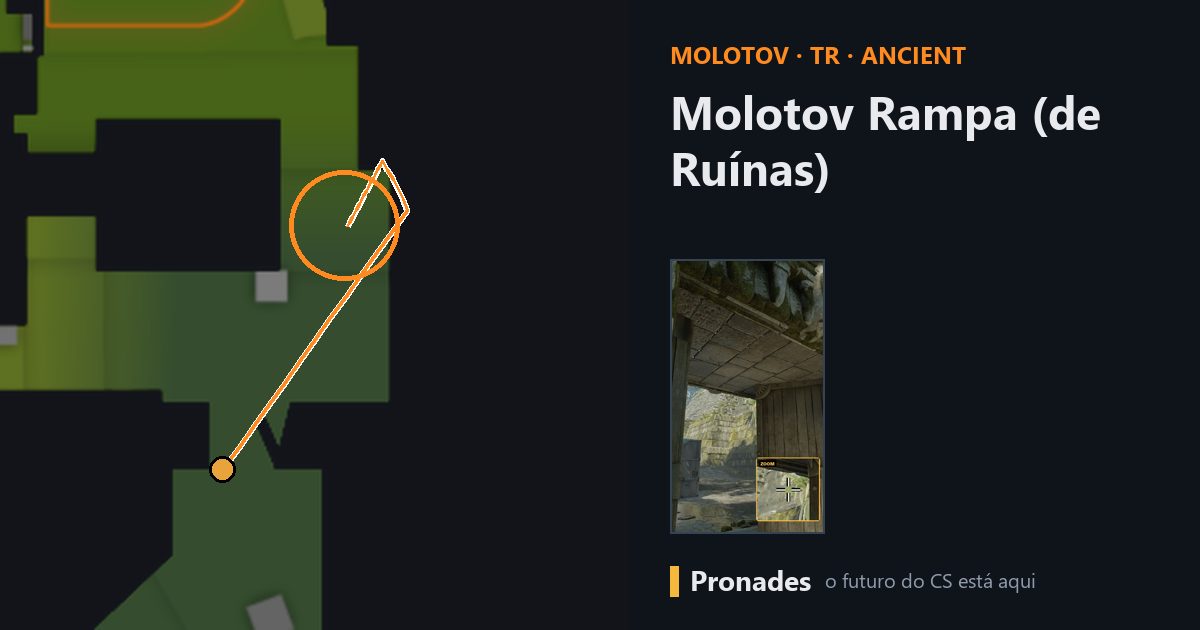 MOLOTOV · TR · ANCIENT
Molotov Rampa (de
Ruínas)
ZOOM
Pronades o futuro do CS está aqui